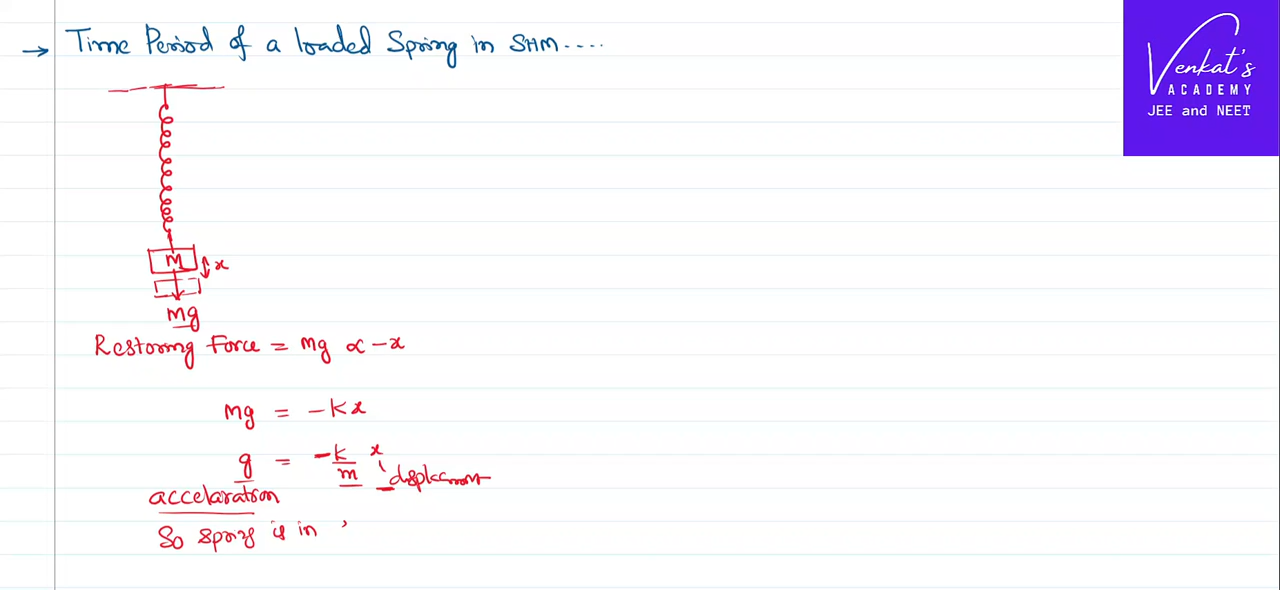 → Time Period of a loaded Spring in SHM....
Venkat's
ACADEMY
JEE and NEET
m
x
mg
Restoring Force = mg ∝ -x
mg = -kx
g = -k/m x
displacment
accelaration
So spring is in